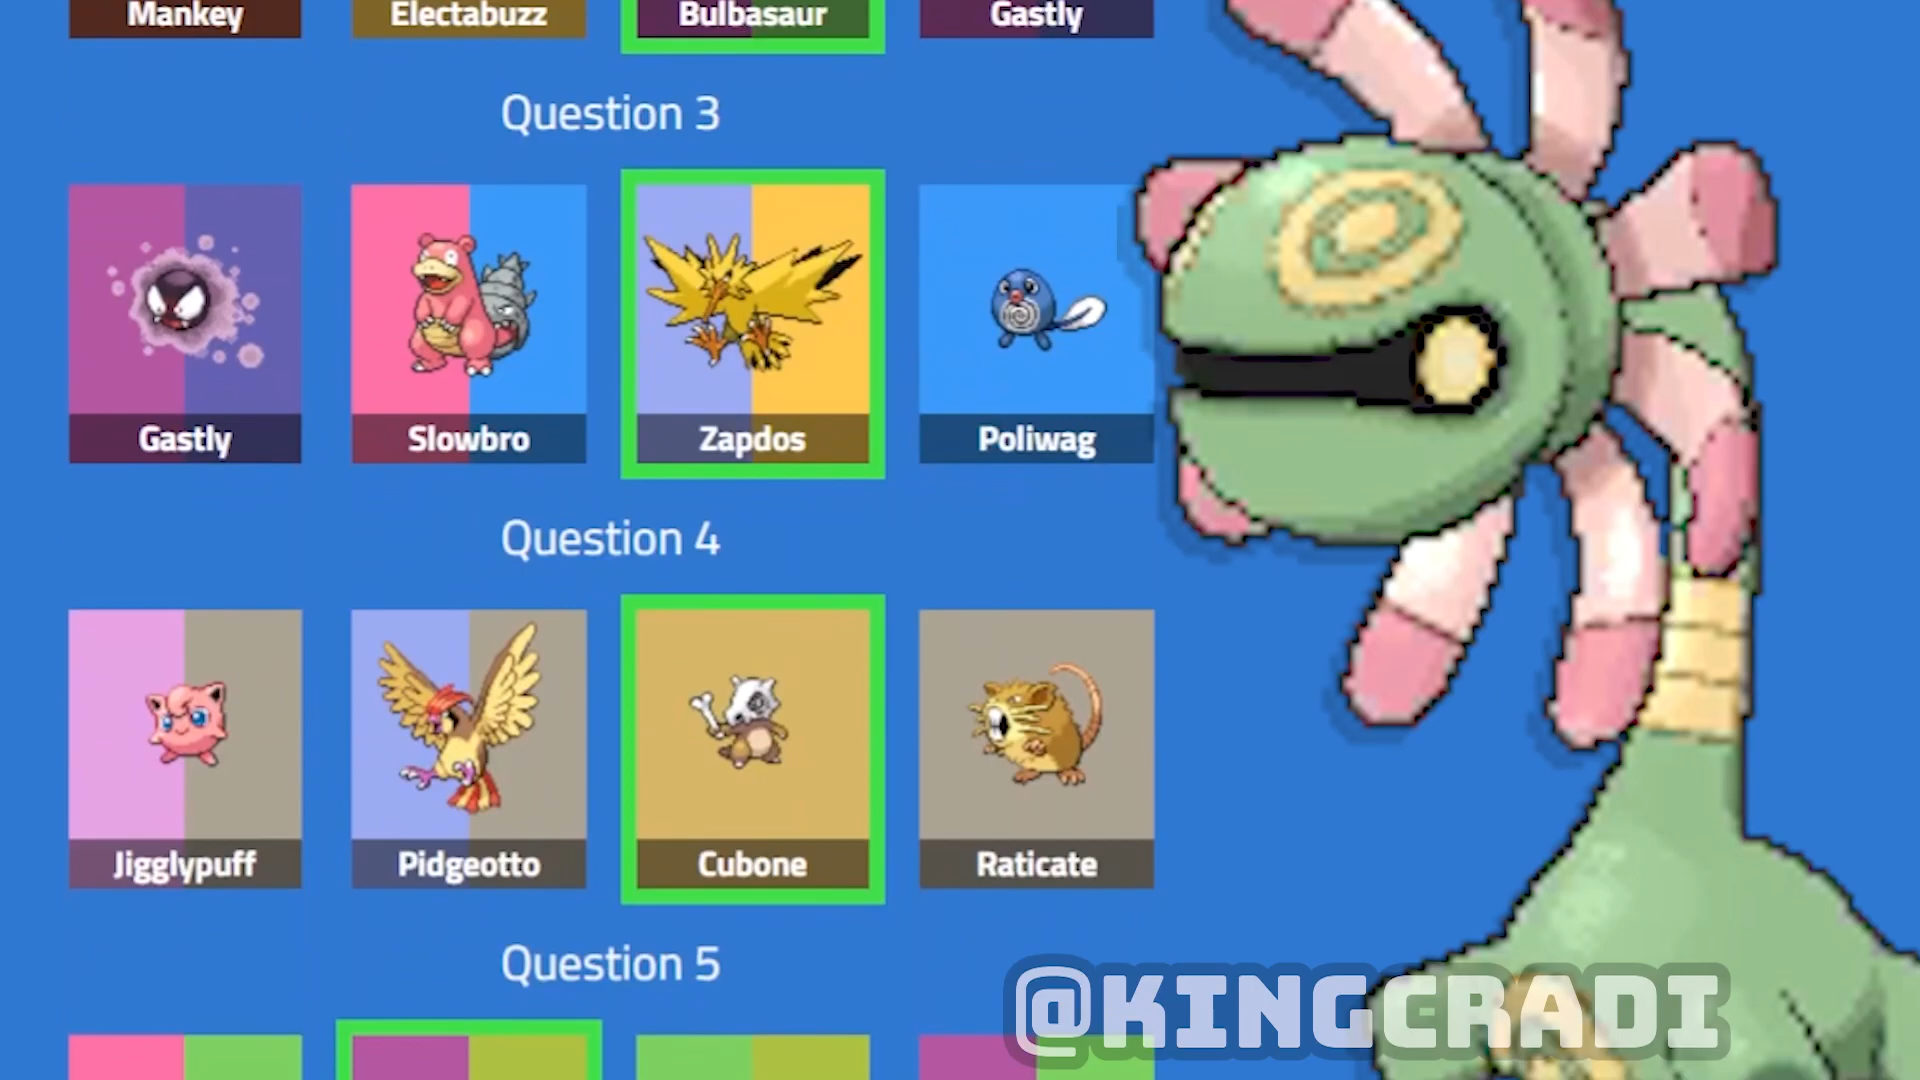 Mankey Electabuzz Bulbasaur Gastly
Question 3
Gastly Slowbro Zapdos Poliwag
Question 4
Jigglypuff Pidgeotto Cubone Raticate
Question 5
@KINGCRADI